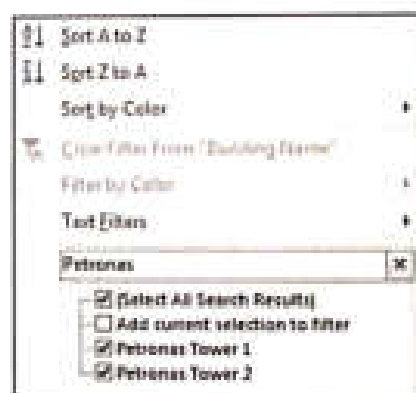 Sort A to Z
Sort Z to A
Sort by Color
Clear Filter From "Building Name"
Filter by Color
Text Filters
Petronas
(Select All Search Results)
Add current selection to filter
Petronas Tower 1
Petronas Tower 2